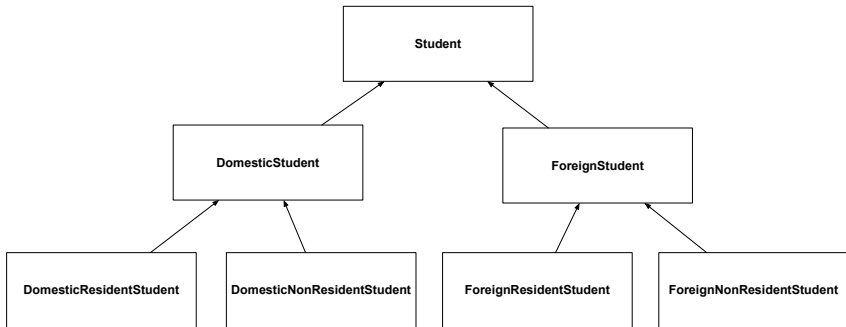 Student
DomesticStudent
ForeignStudent
DomesticResidentStudent
DomesticNonResidentStudent
ForeignResidentStudent
ForeignNonResidentStudent